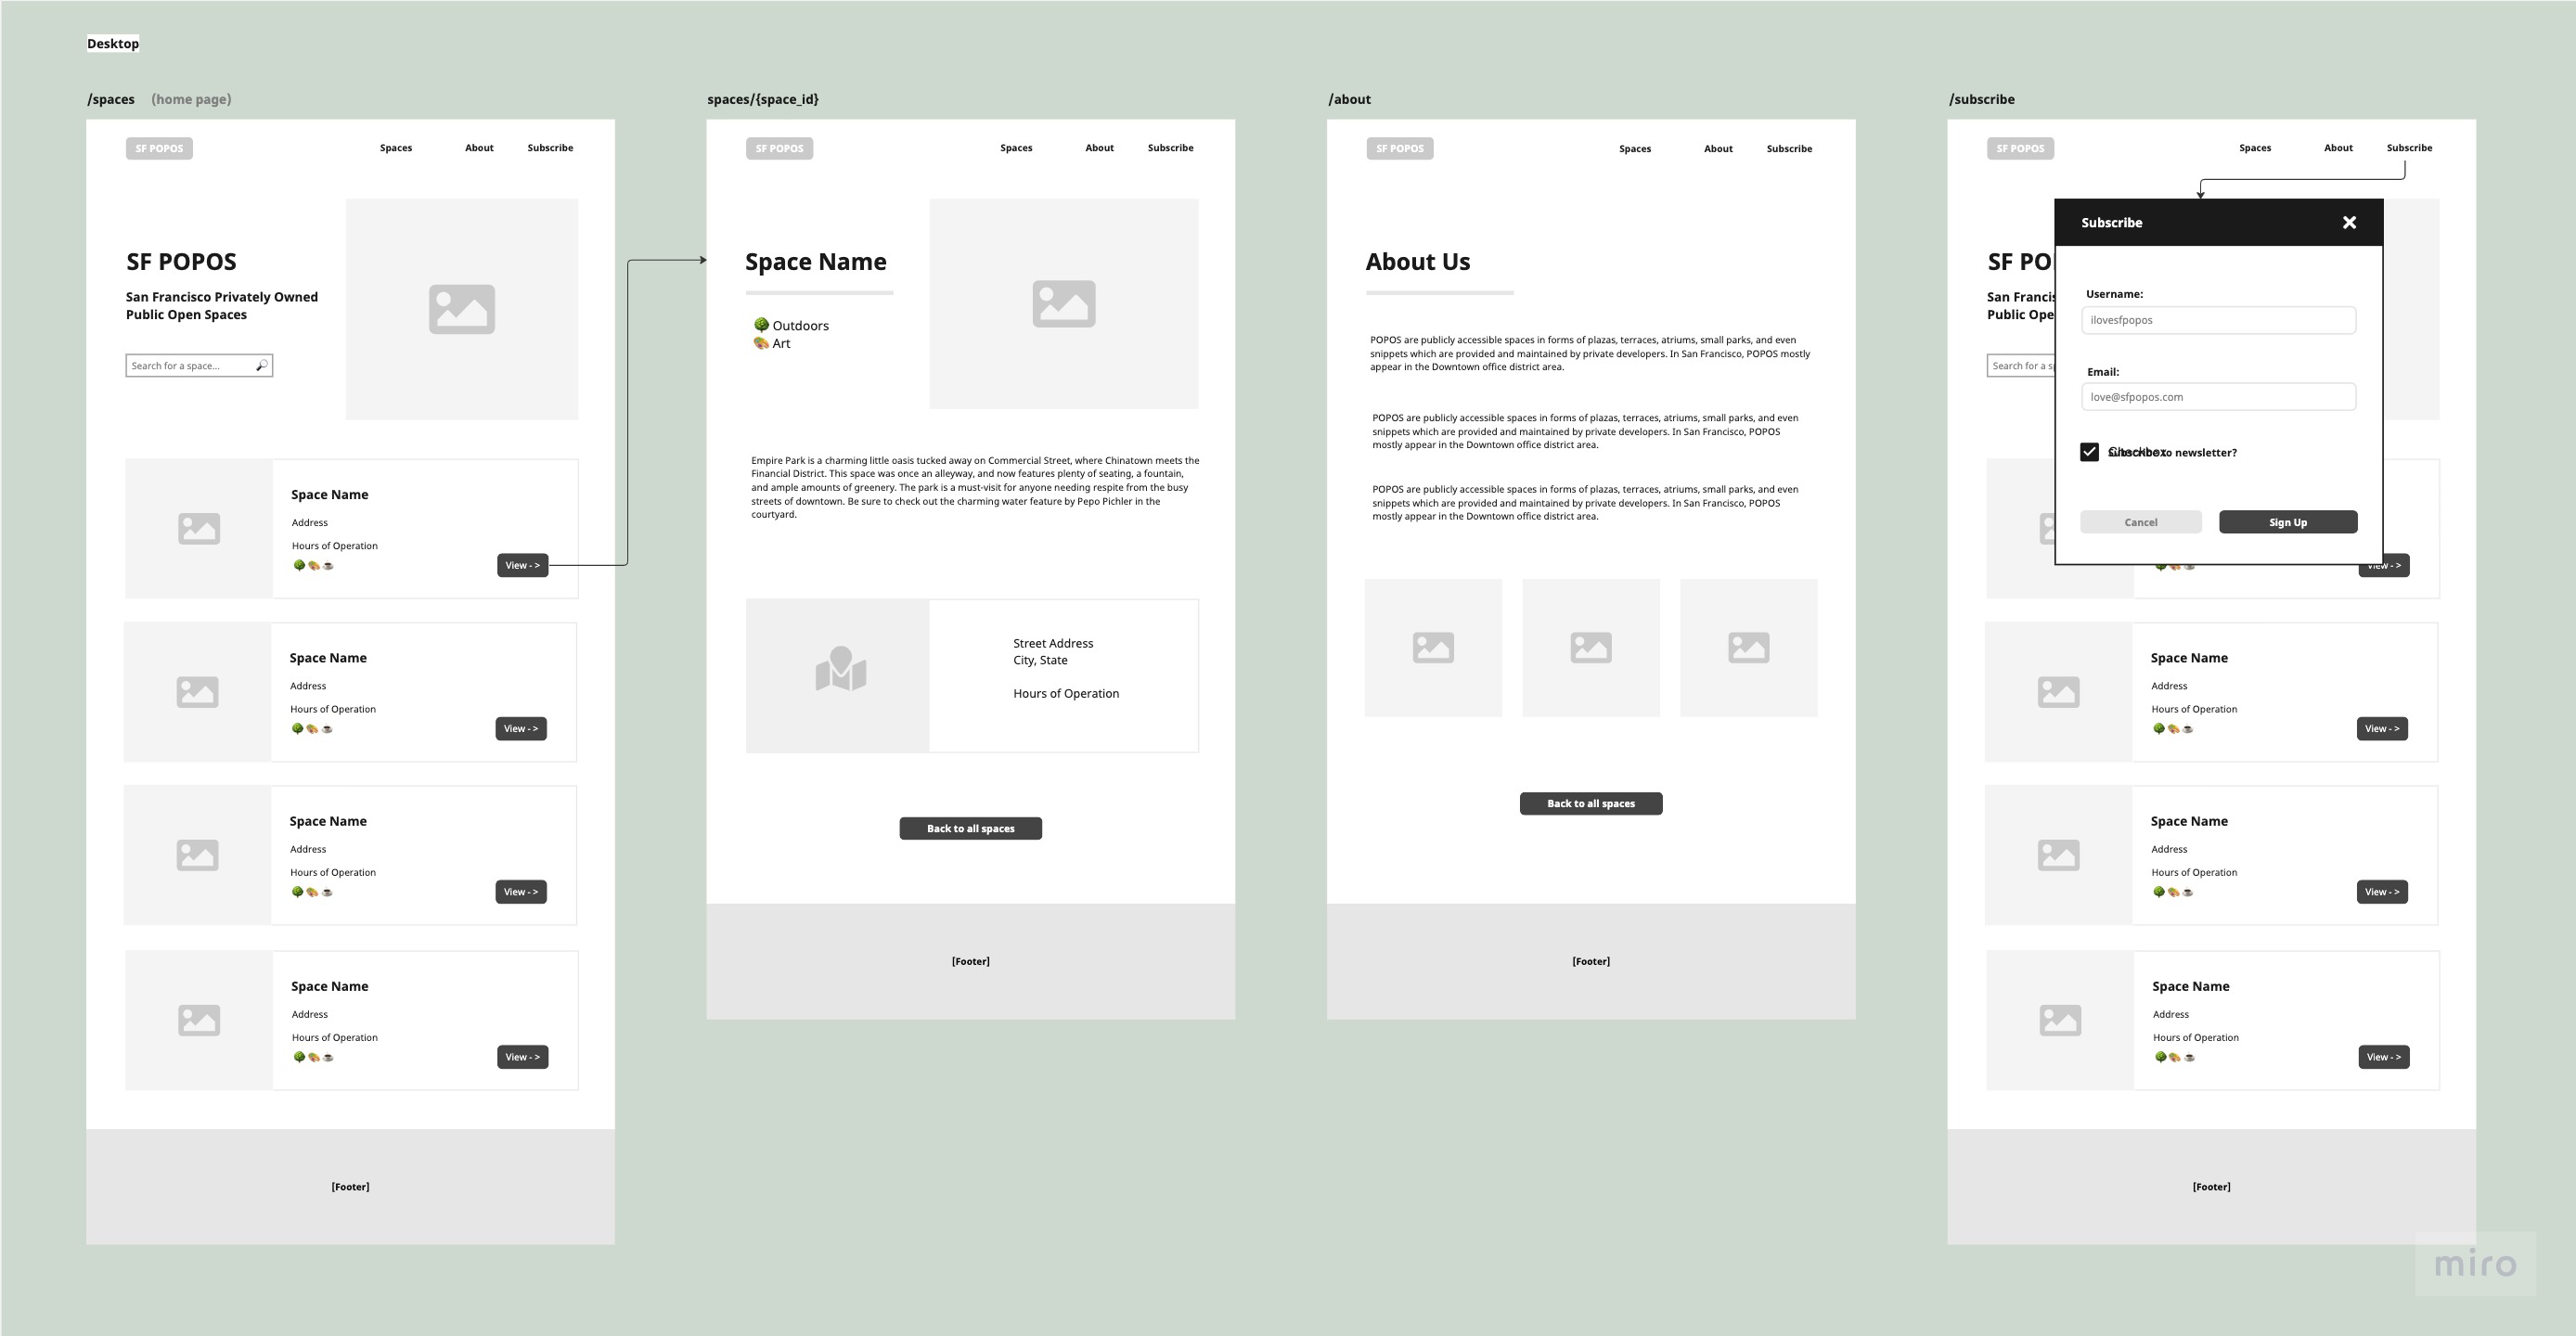 Desktop
/spaces (home page)
SF POPOS
Spaces About Subscribe
SF POPOS
San Francisco Privately Owned
Public Open Spaces
Search for a space...
Space Name
Address
Hours of Operation
View - >
Space Name
Address
Hours of Operation
View - >
Space Name
Address
Hours of Operation
View - >
Space Name
Address
Hours of Operation
View - >
[Footer]
spaces/{space_id}
SF POPOS
Spaces About Subscribe
Space Name
Outdoors
Art
Empire Park is a charming little oasis tucked away on Commercial Street, where Chinatown meets the
Financial District. This space was once an alleyway, and now features plenty of seating, a fountain,
and ample amounts of greenery. The park is a must-visit for anyone needing respite from the busy
streets of downtown. Be sure to check out the charming water feature by Pepo Pichler in the
courtyard.
Street Address
City, State
Hours of Operation
Back to all spaces
[Footer]
/about
SF POPOS
Spaces About Subscribe
About Us
POPOS are publicly accessible spaces in forms of plazas, terraces, atriums, small parks, and even
snippets which are provided and maintained by private developers. In San Francisco, POPOS mostly
appear in the Downtown office district area.
POPOS are publicly accessible spaces in forms of plazas, terraces, atriums, small parks, and even
snippets which are provided and maintained by private developers. In San Francisco, POPOS
mostly appear in the Downtown office district area.
POPOS are publicly accessible spaces in forms of plazas, terraces, atriums, small parks, and even
snippets which are provided and maintained by private developers. In San Francisco, POPOS
mostly appear in the Downtown office district area.
Back to all spaces
[Footer]
/subscribe
SF POPOS
Spaces About Subscribe
SF PO
San Francis
Public Ope
Search for a s
Subscribe
Username:
ilovesfpopos
Email:
love@sfpopos.com
Checkbox
Subscribe to newsletter?
Cancel
Sign Up
View - >
Space Name
Address
Hours of Operation
View - >
Space Name
Address
Hours of Operation
View - >
Space Name
Address
Hours of Operation
View - >
[Footer]
miro